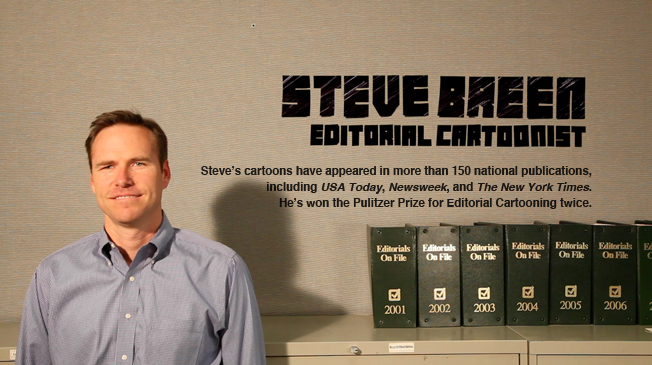 STEVE BREEN
EDITORIAL CARTOONIST
Steve's cartoons have appeared in more than 150 national publications,
including USA Today, Newsweek, and The New York Times.
He's won the Pulitzer Prize for Editorial Cartooning twice.
Editorials
On File
2001
Editorials
On File
2002
Editorials
On File
2003
Editorials
On File
2004
Editorials
On File
2005
Editorials
On File
2006